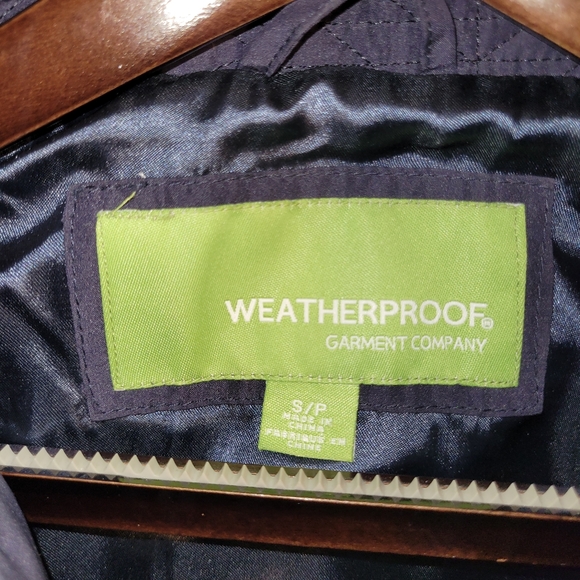 WEATHERPROOF®
GARMENT COMPANY
S/P
MADE IN
CHINA
FABRIQUE EN
CHINE